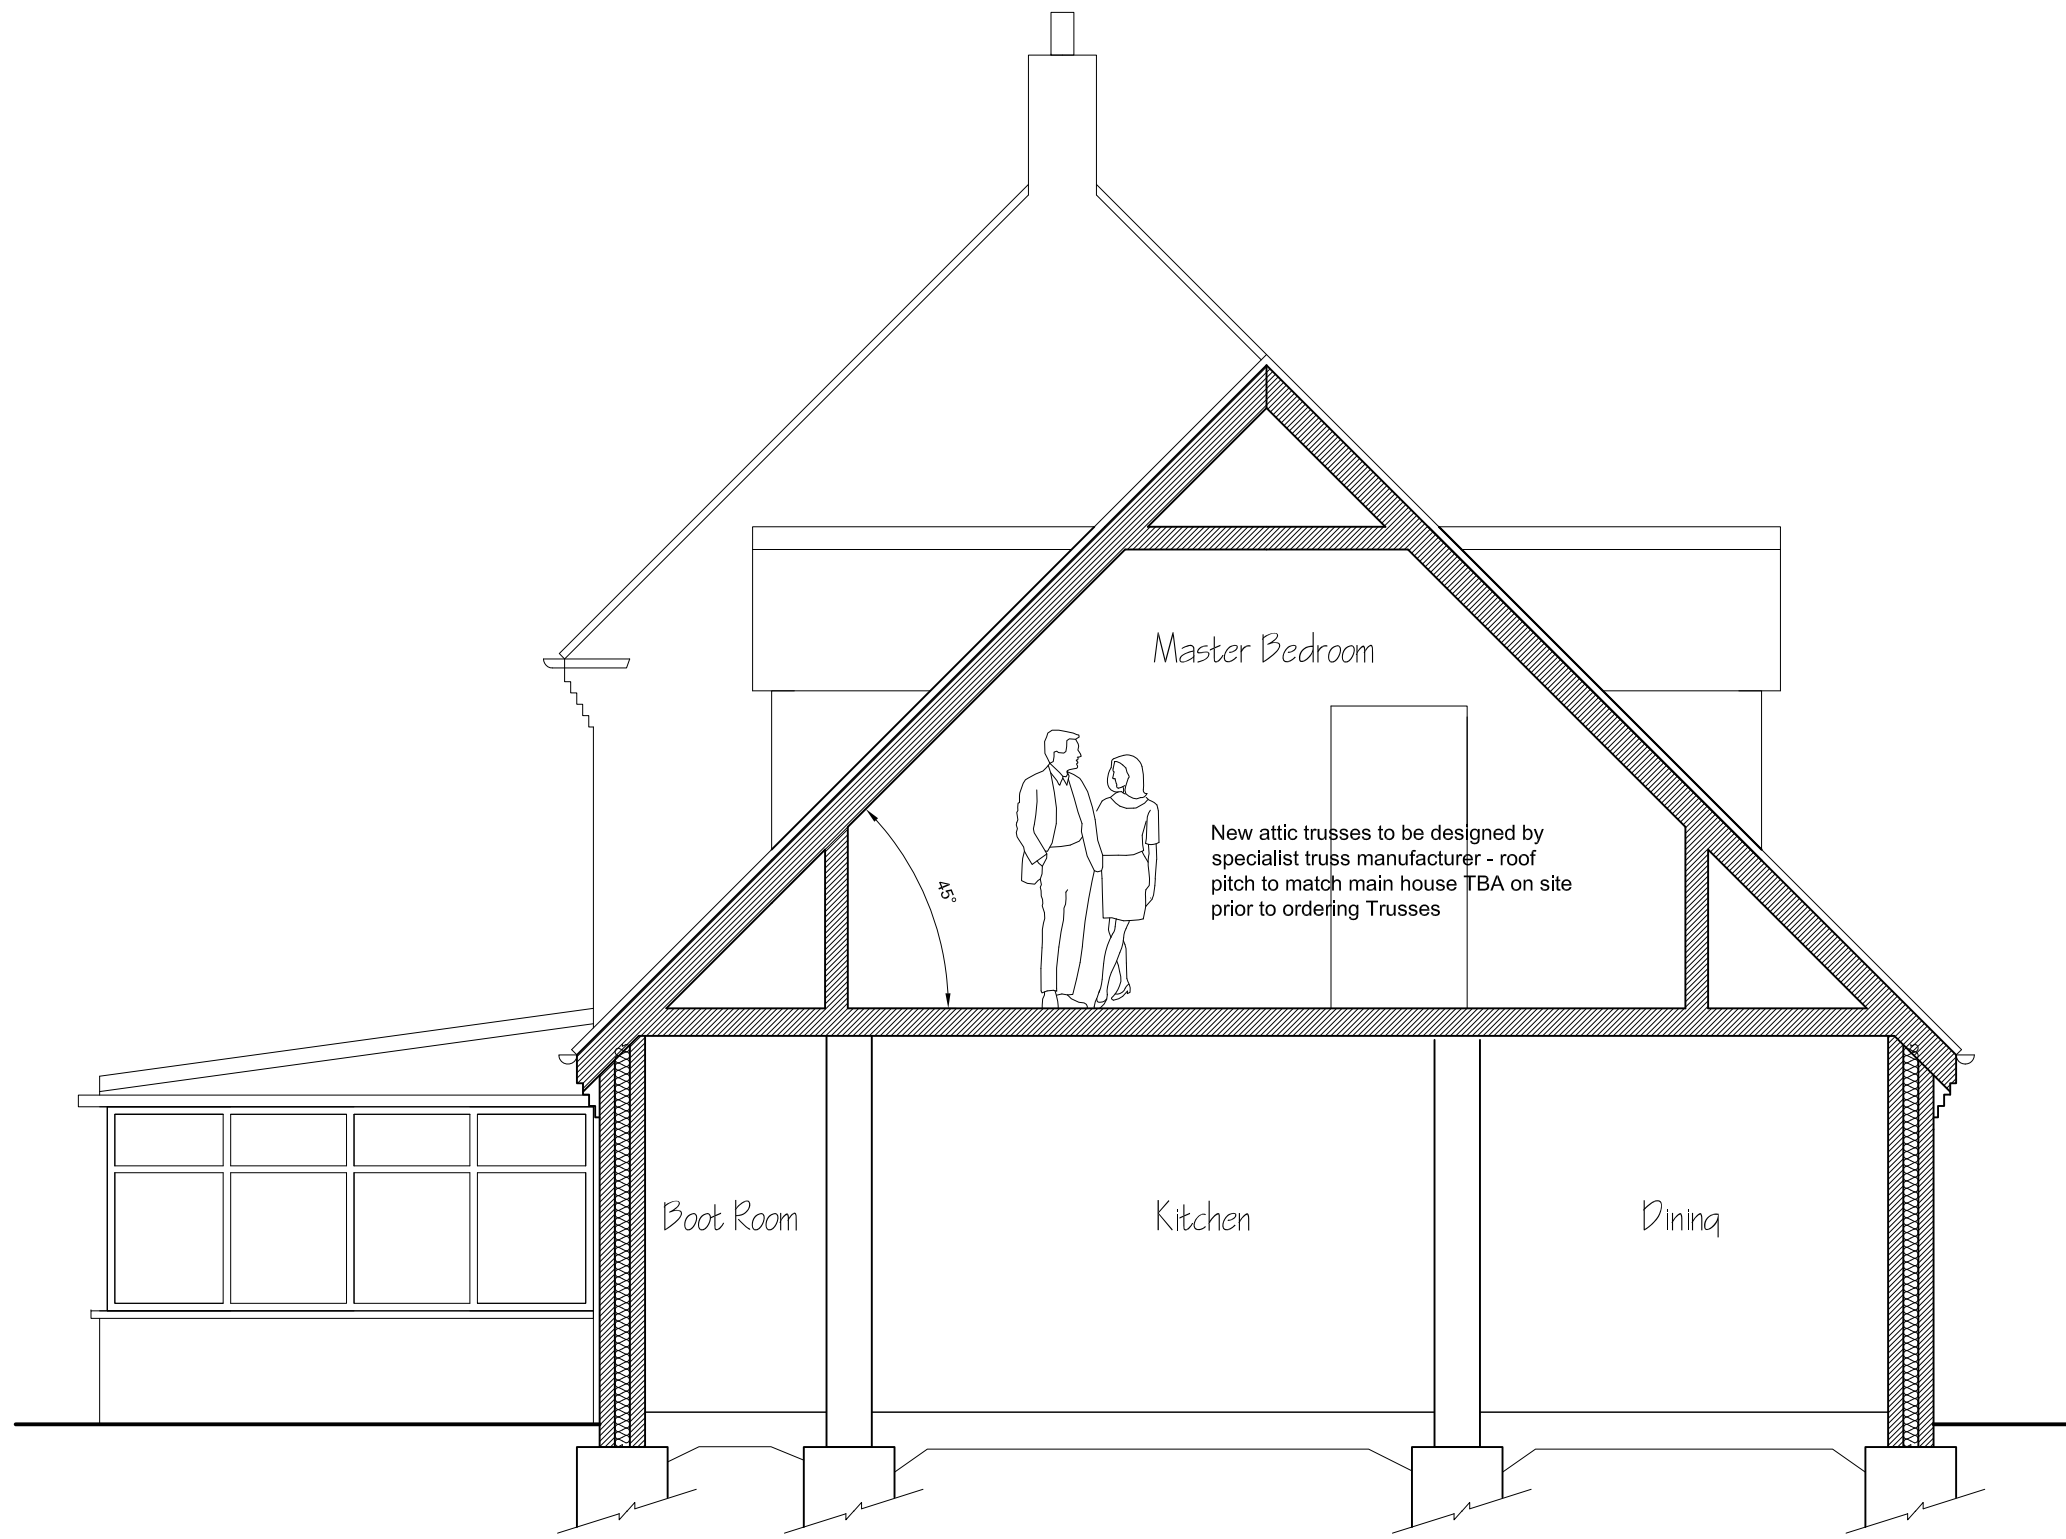 Master Bedroom
New attic trusses to be designed by
specialist truss manufacturer - roof
pitch to match main house TBA on site
prior to ordering Trusses
45°
Boot Room
Kitchen
Dining